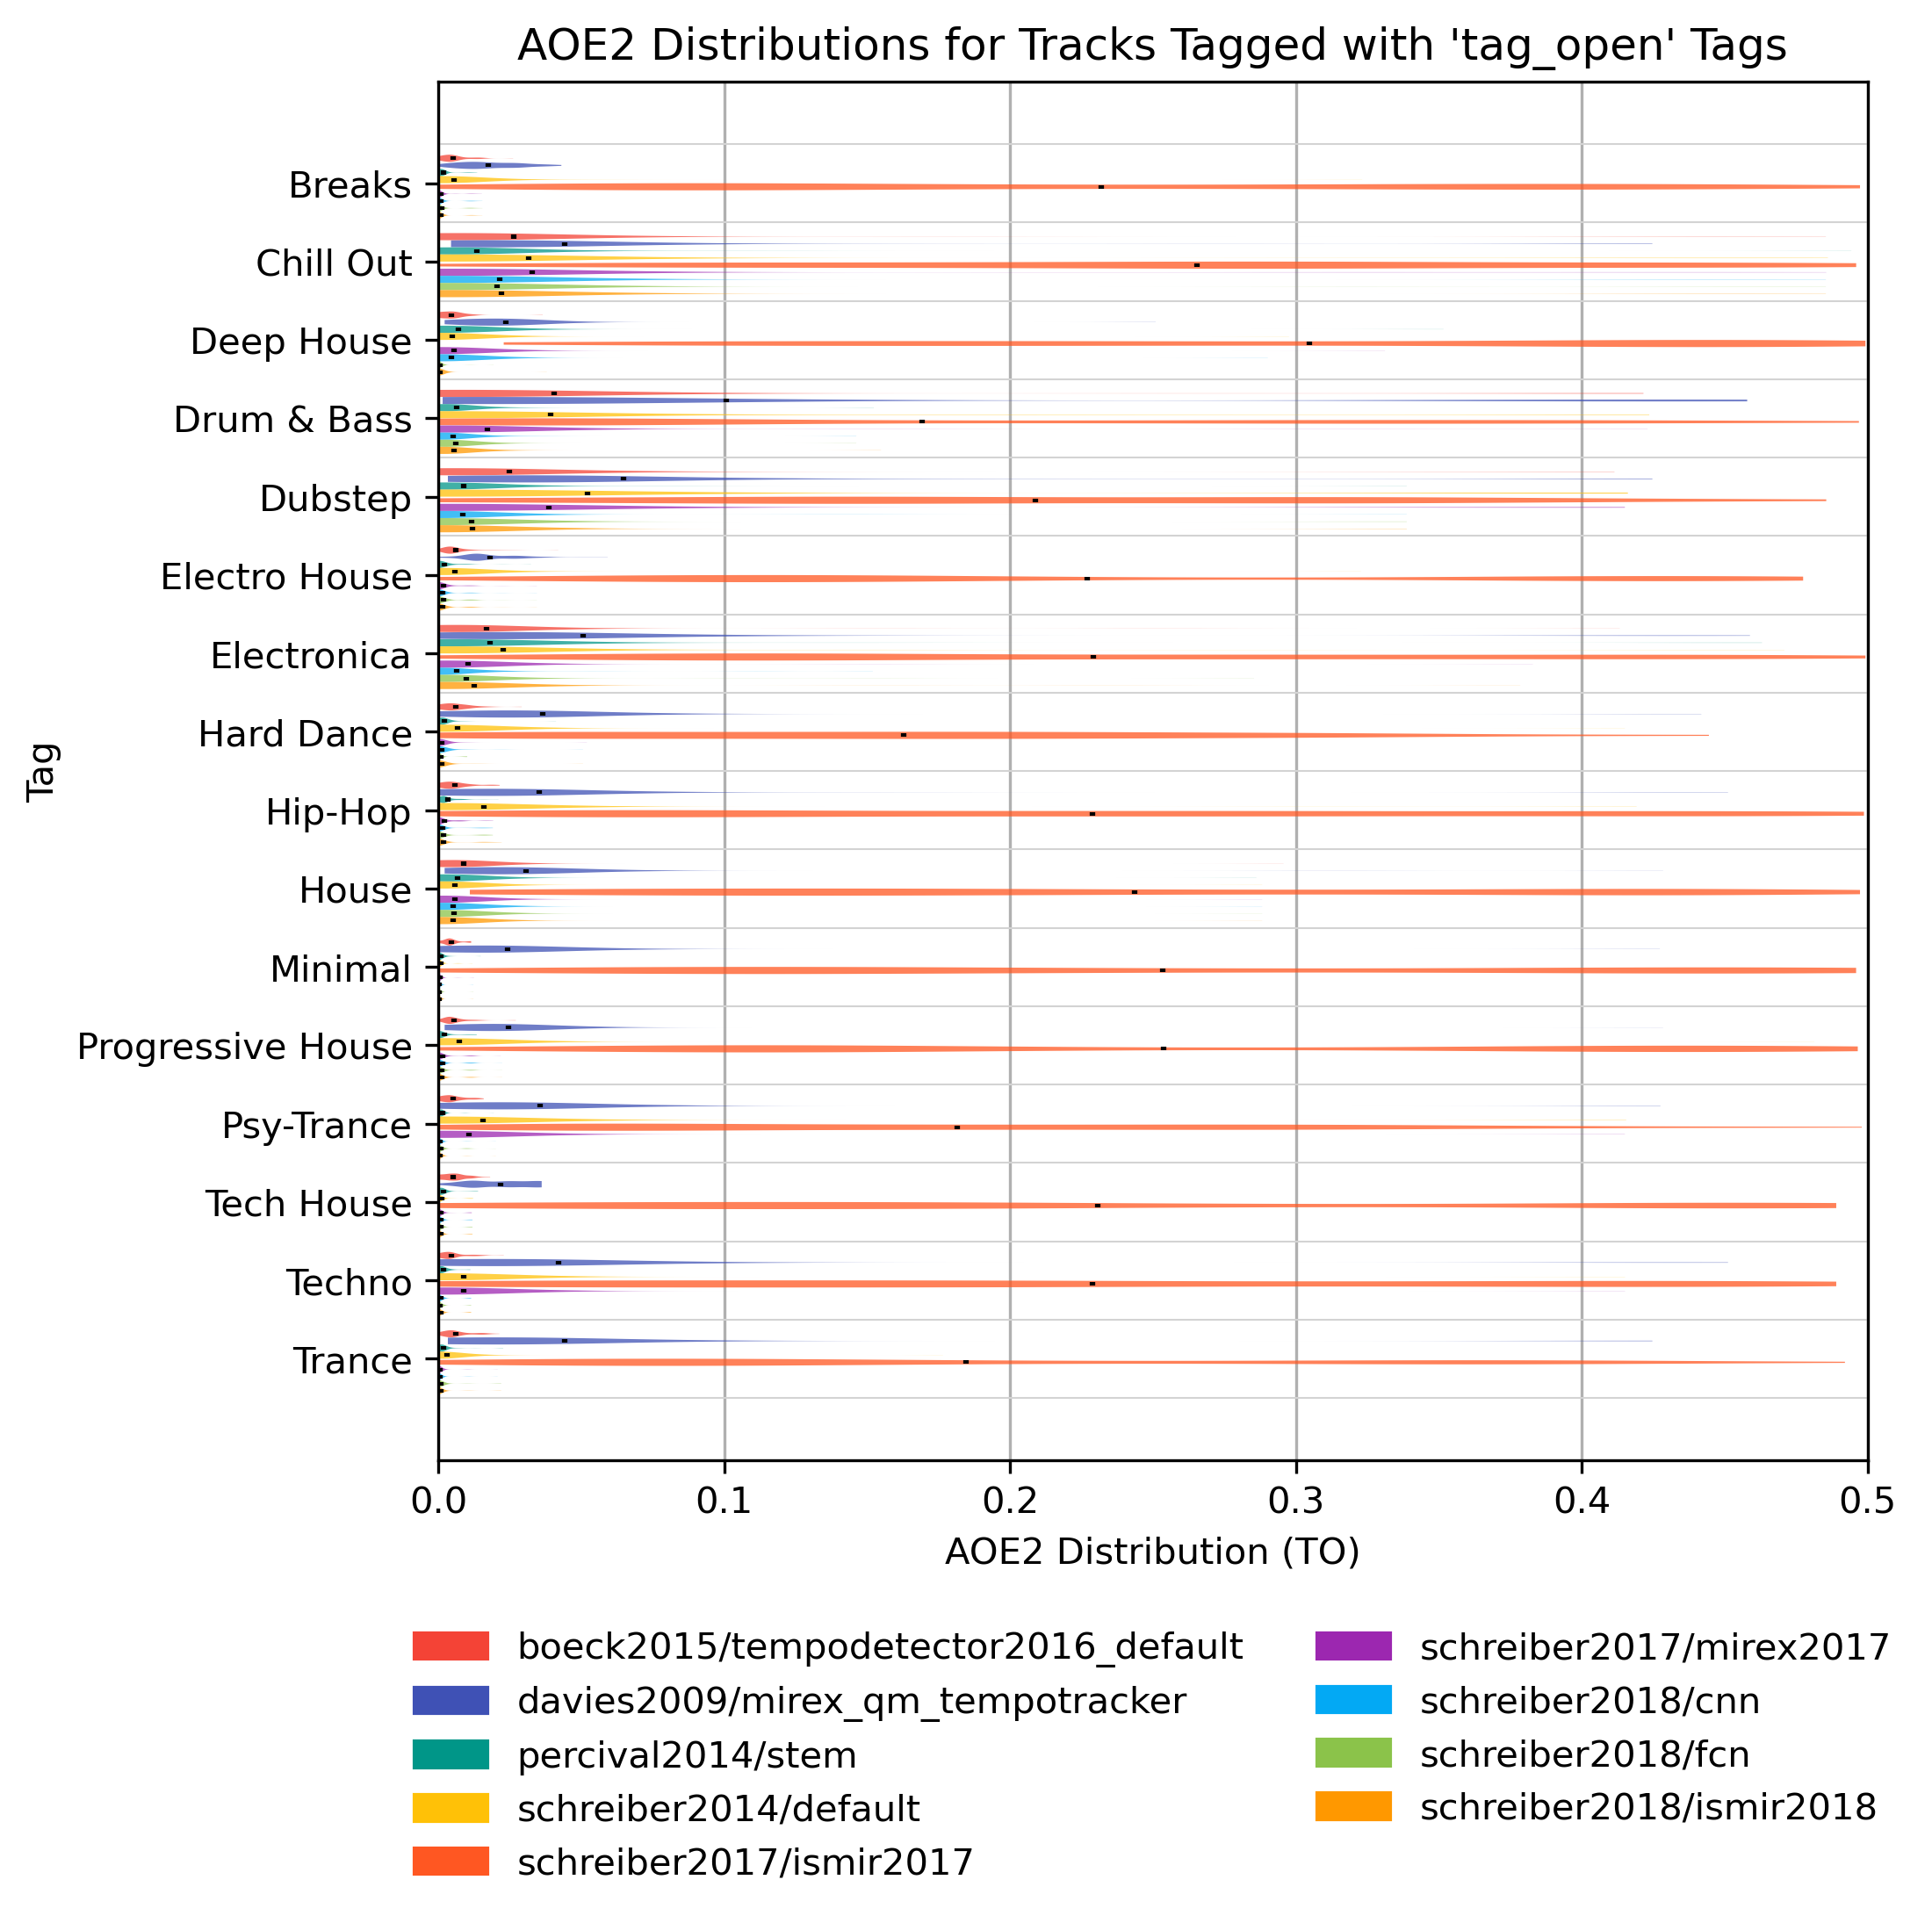 AOE2 Distributions for Tracks Tagged with 'tag_open' Tags
Tag
Breaks
Chill Out
Deep House
Drum & Bass
Dubstep
Electro House
Electronica
Hard Dance
Hip-Hop
House
Minimal
Progressive House
Psy-Trance
Tech House
Techno
Trance
0.0 0.1 0.2 0.3 0.4 0.5
AOE2 Distribution (TO)
boeck2015/tempodetector2016_default
davies2009/mirex_qm_tempotracker
percival2014/stem
schreiber2014/default
schreiber2017/ismir2017
schreiber2017/mirex2017
schreiber2018/cnn
schreiber2018/fcn
schreiber2018/ismir2018